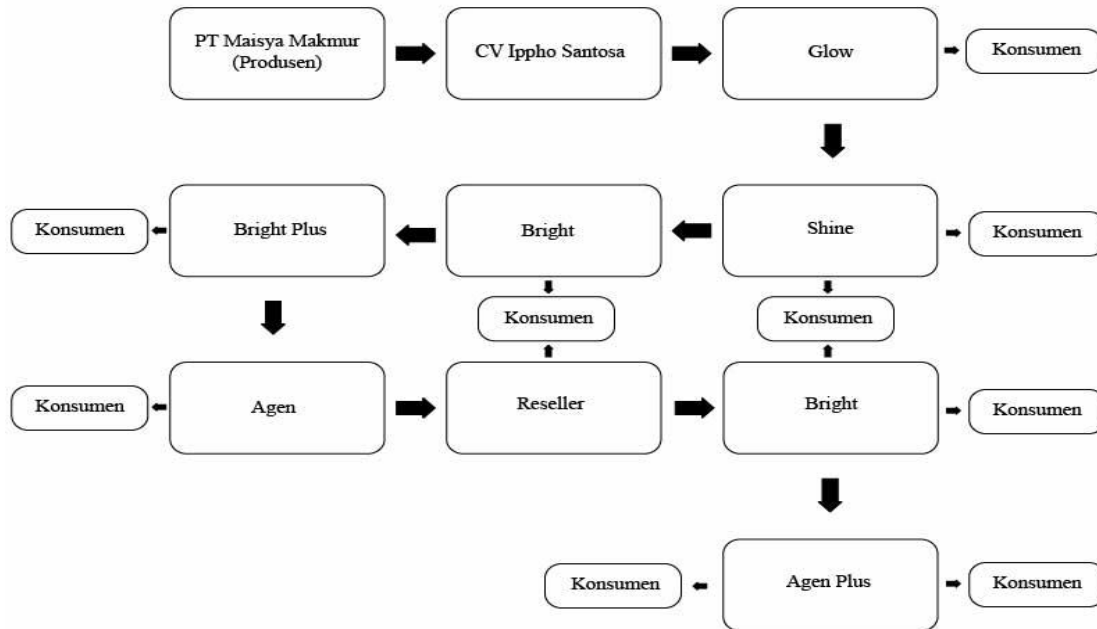 PT Maisya Makmur
(Produsen)
CV Ippho Santosa
Glow
Konsumen
Konsumen
Bright Plus
Bright
Shine
Konsumen
Konsumen
Konsumen
Konsumen
Agen
Reseller
Bright
Konsumen
Konsumen
Agen Plus
Konsumen